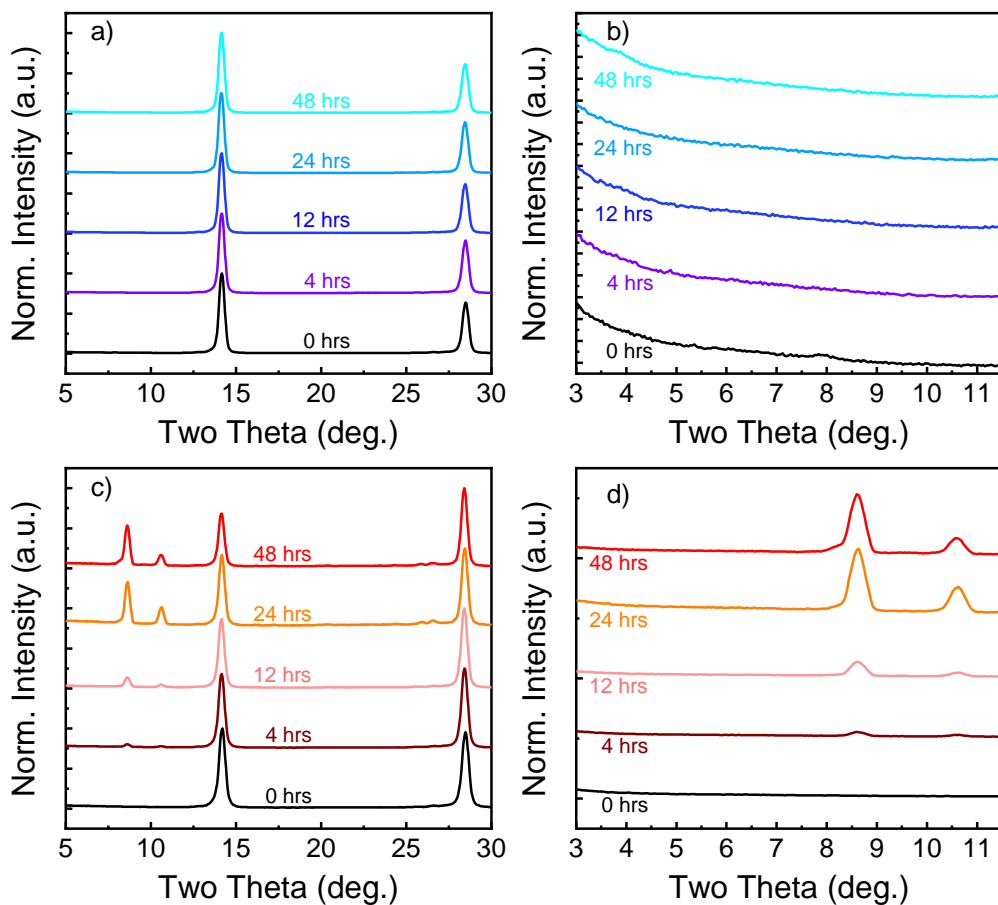 a)
Norm. Intensity (a.u.)
48 hrs
24 hrs
12 hrs
4 hrs
0 hrs
5 10 15 20 25 30
Two Theta (deg.)
b)
Norm. Intensity (a.u.)
48 hrs
24 hrs
12 hrs
4 hrs
0 hrs
3 4 5 6 7 8 9 10 11
Two Theta (deg.)
c)
Norm. Intensity (a.u.)
48 hrs
24 hrs
12 hrs
4 hrs
0 hrs
5 10 15 20 25 30
Two Theta (deg.)
d)
Norm. Intensity (a.u.)
48 hrs
24 hrs
12 hrs
4 hrs
0 hrs
3 4 5 6 7 8 9 10 11
Two Theta (deg.)